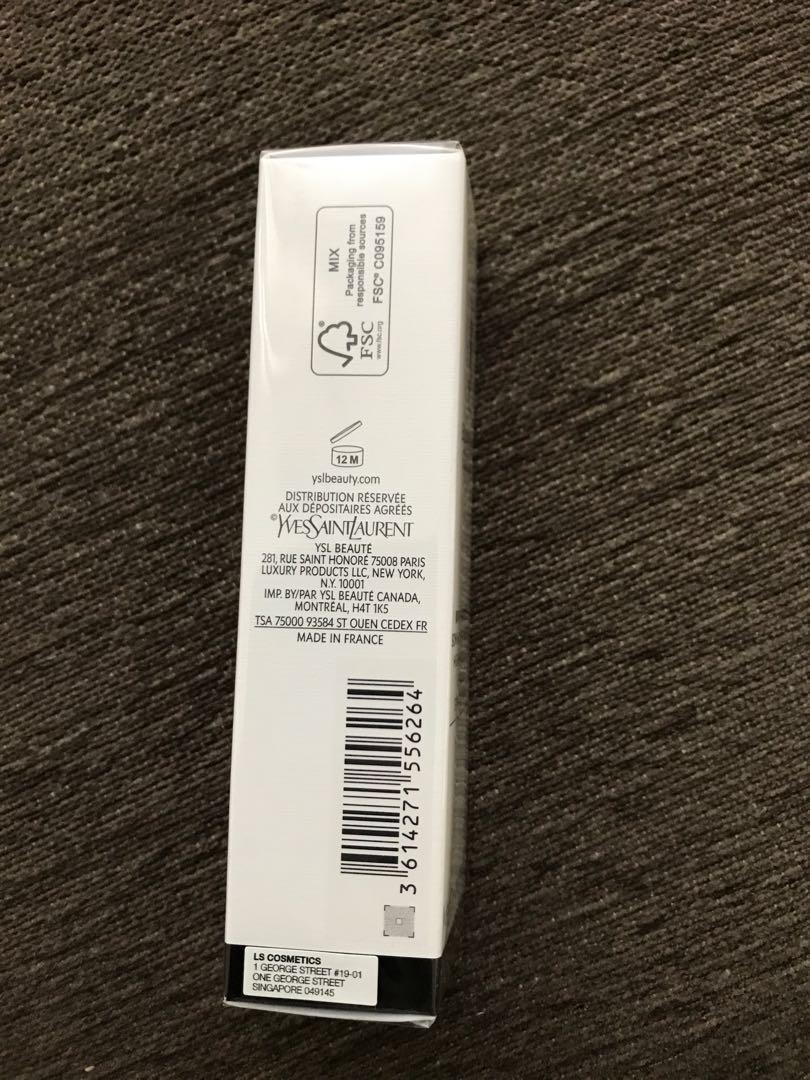 MIX
Packaging from
responsible sources
FSC® C095159
®
FSC
www.fsc.org
12 M
yslbeauty.com
DISTRIBUTION RÉSERVÉE
AUX DÉPOSITAIRES AGRÉÉS
©YVESSAINTLAURENT
YSL BEAUTÉ
281, RUE SAINT HONORÉ 75008 PARIS
LUXURY PRODUCTS LLC, NEW YORK,
N.Y. 10001
IMP. BY/PAR YSL BEAUTÉ CANADA,
MONTRÉAL, H4T 1K5
TSA 75000 93584 ST OUEN CEDEX FR
MADE IN FRANCE
3 614271 556264
LS COSMETICS
1 GEORGE STREET #19-01
ONE GEORGE STREET
SINGAPORE 049145